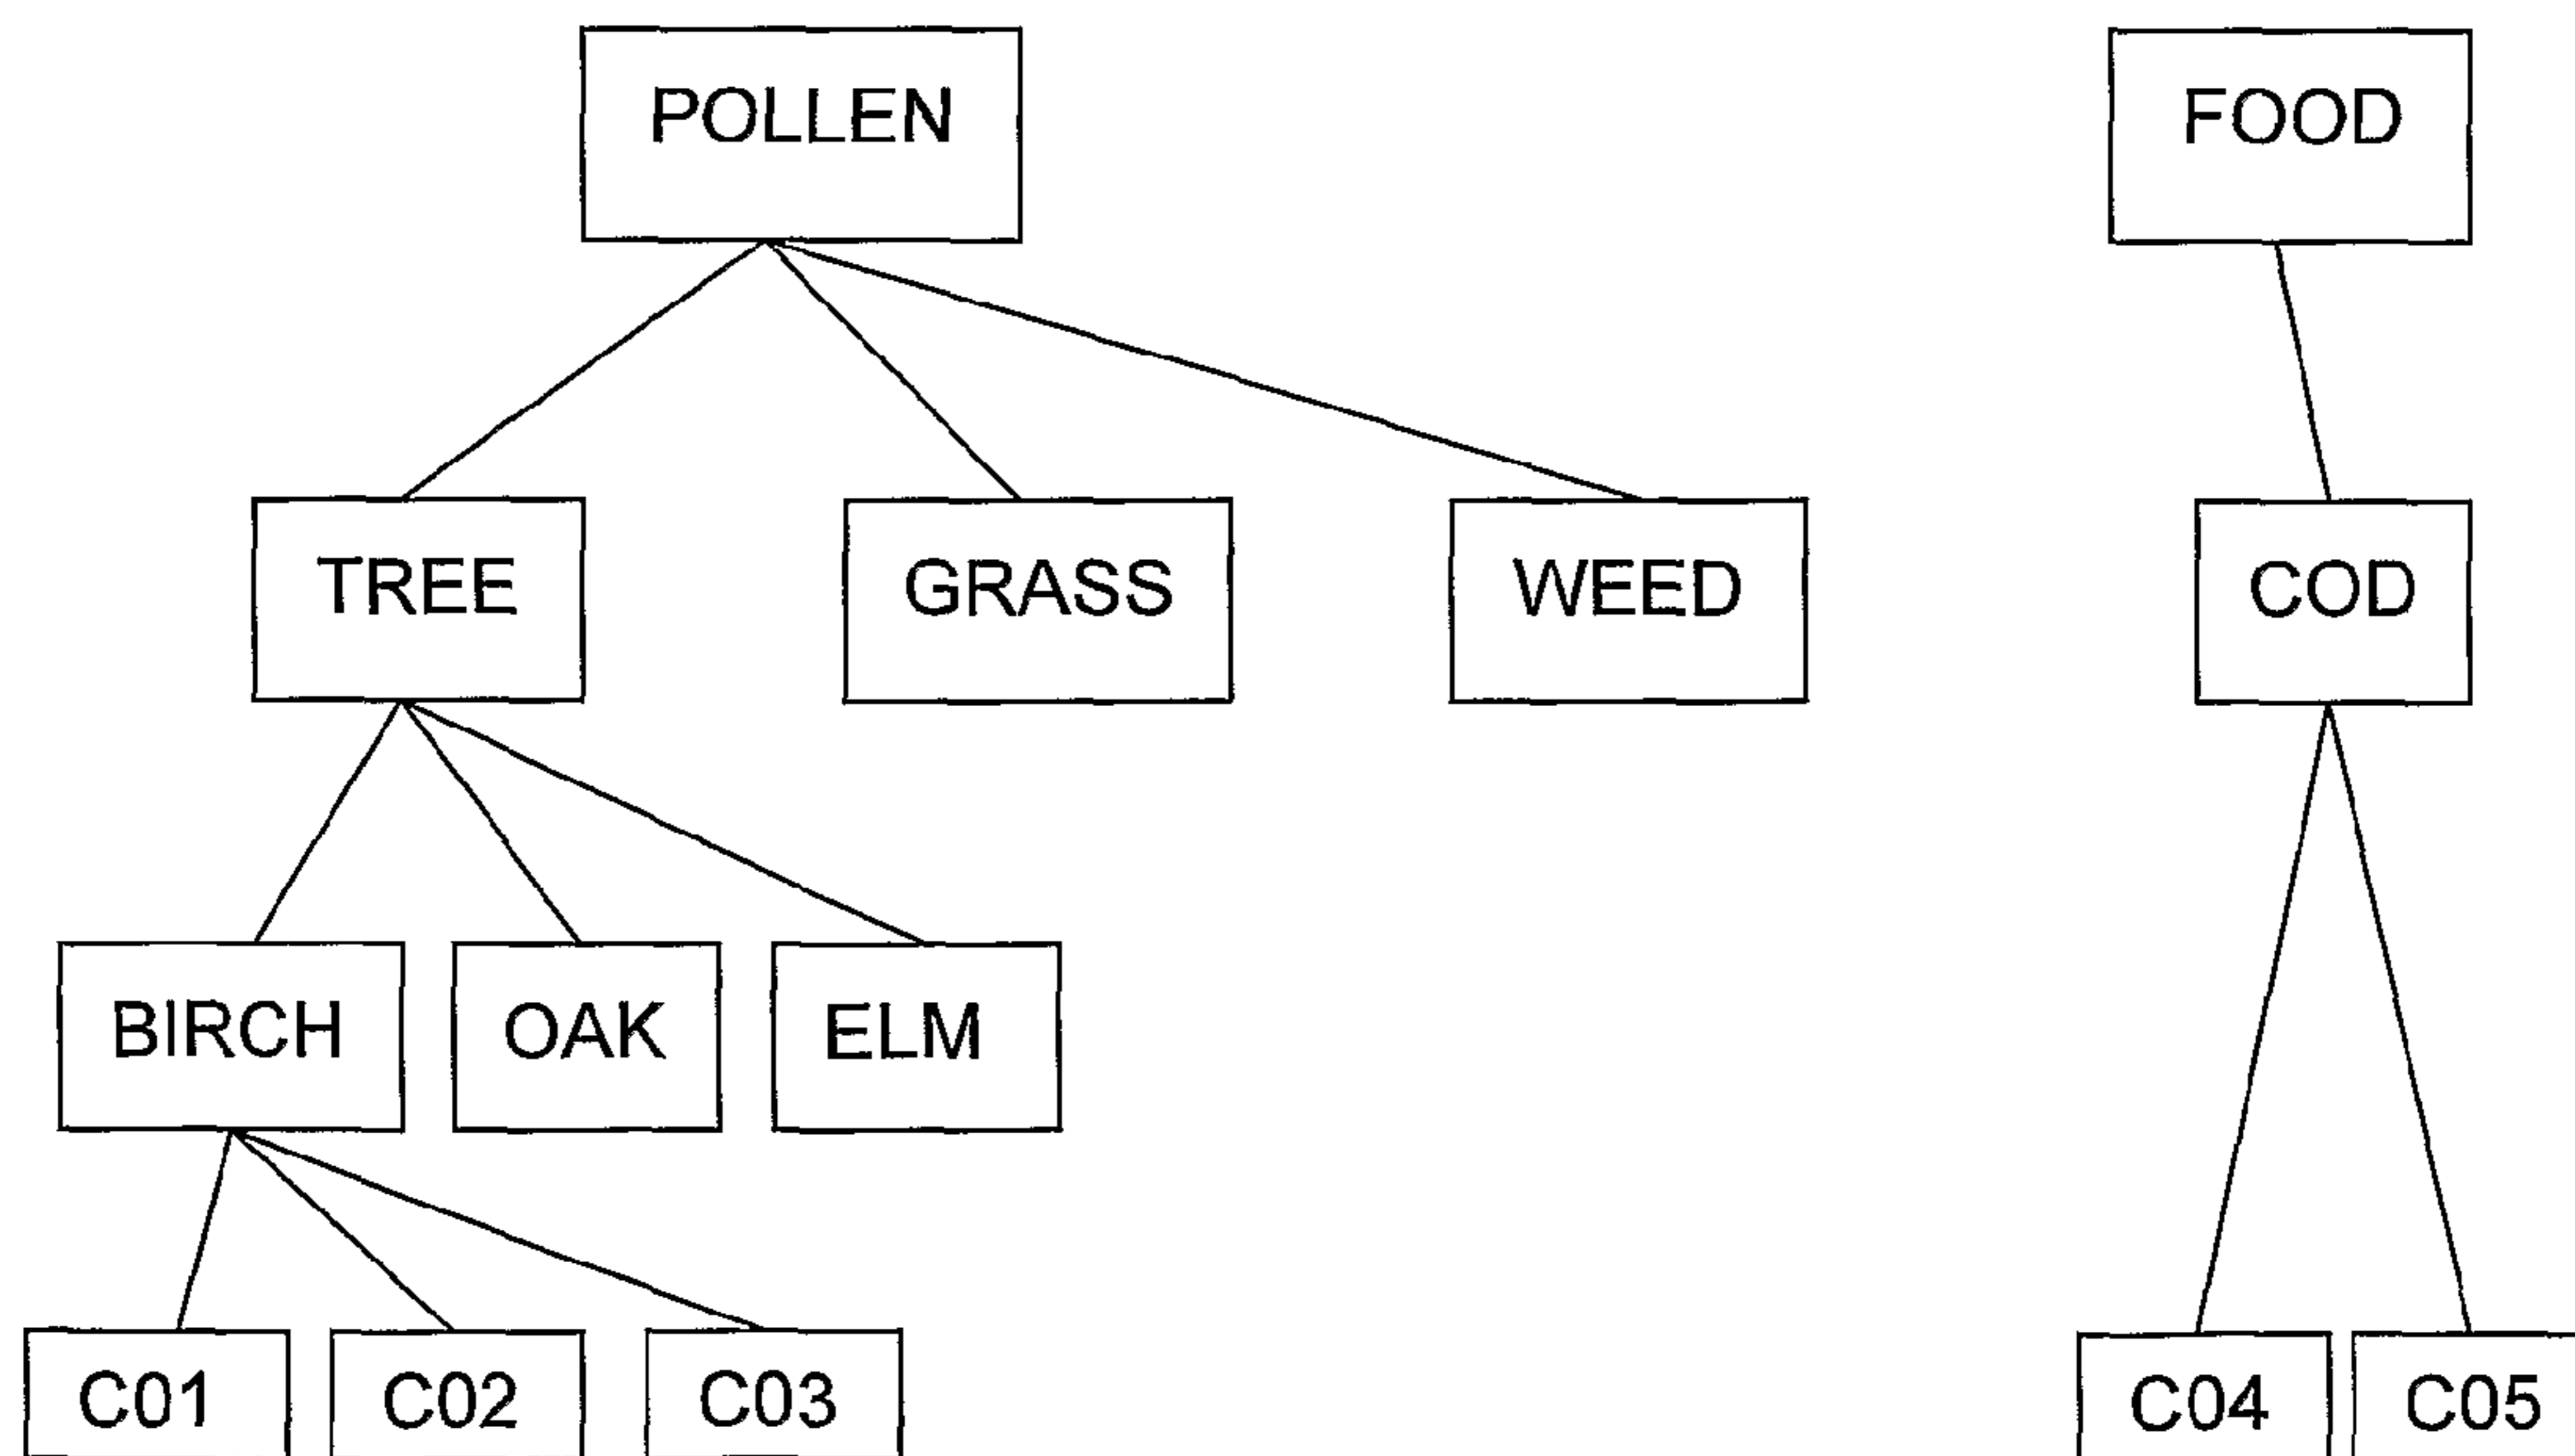 POLLEN
FOOD
TREE
GRASS
WEED
COD
BIRCH
OAK
ELM
C01
C02
C03
C04
C05